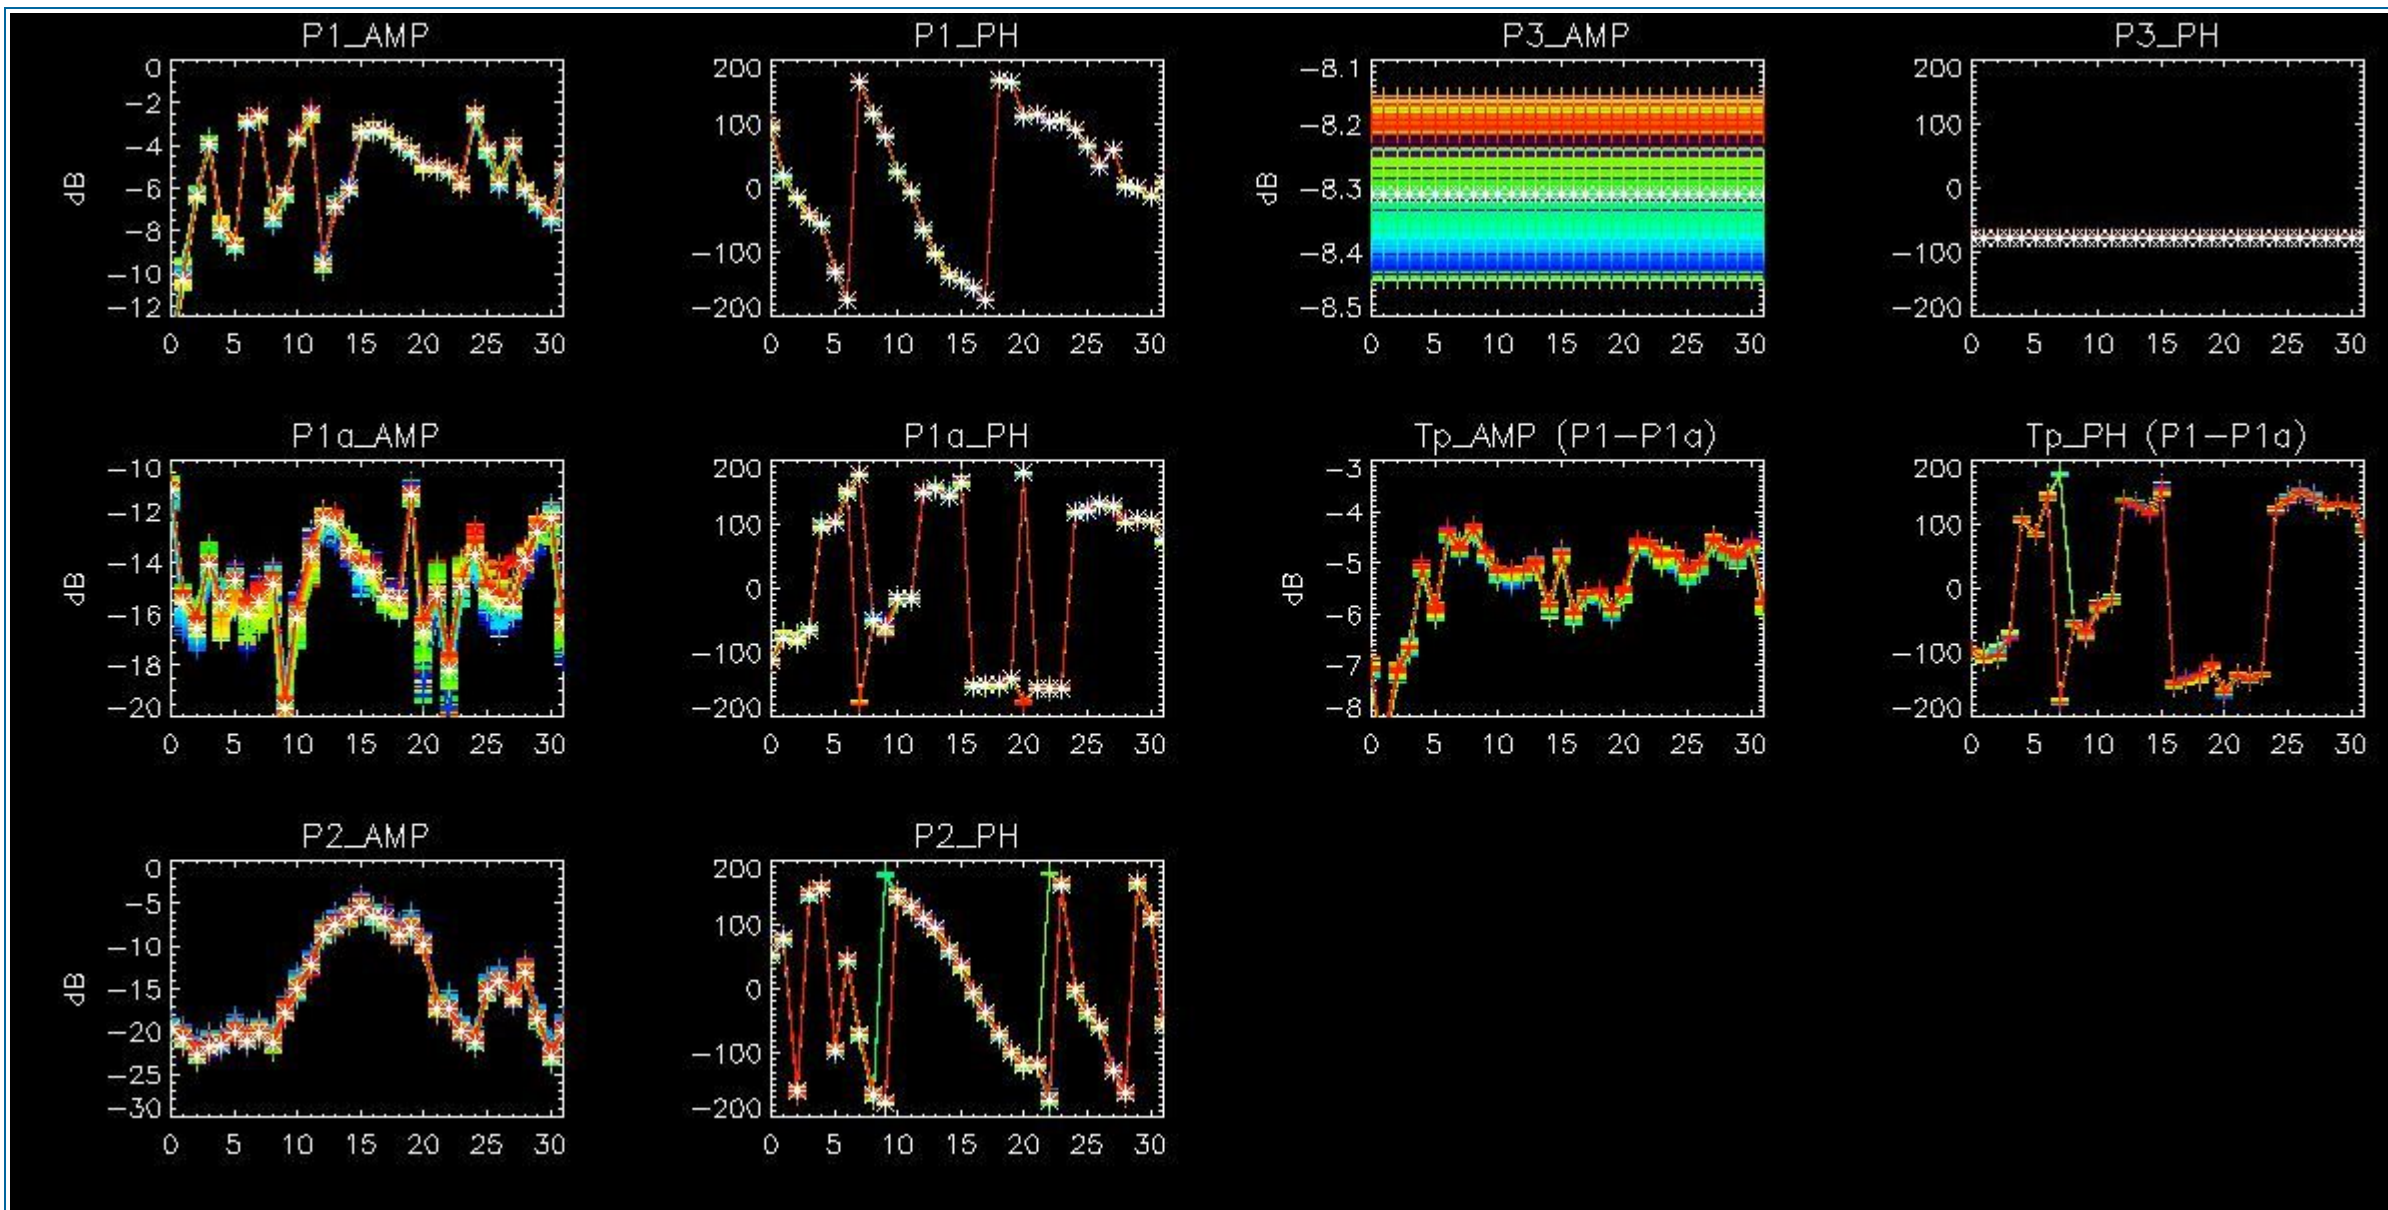 P1_AMP
P1_PH
P3_AMP
P3_PH
0
−2
−4
−6
−8
−10
−12
dB
0 5 10 15 20 25 30
200
100
0
−100
−200
0 5 10 15 20 25 30
−8.1
−8.2
−8.3
−8.4
−8.5
dB
0 5 10 15 20 25 30
200
100
0
−100
−200
0 5 10 15 20 25 30
P1a_AMP
P1a_PH
Tp_AMP (P1−P1a)
Tp_PH (P1−P1a)
−10
−12
−14
−16
−18
−20
dB
0 5 10 15 20 25 30
200
100
0
−100
−200
0 5 10 15 20 25 30
−3
−4
−5
−6
−7
−8
dB
0 5 10 15 20 25 30
200
100
0
−100
−200
0 5 10 15 20 25 30
P2_AMP
P2_PH
0
−5
−10
−15
−20
−25
−30
dB
0 5 10 15 20 25 30
200
100
0
−100
−200
0 5 10 15 20 25 30